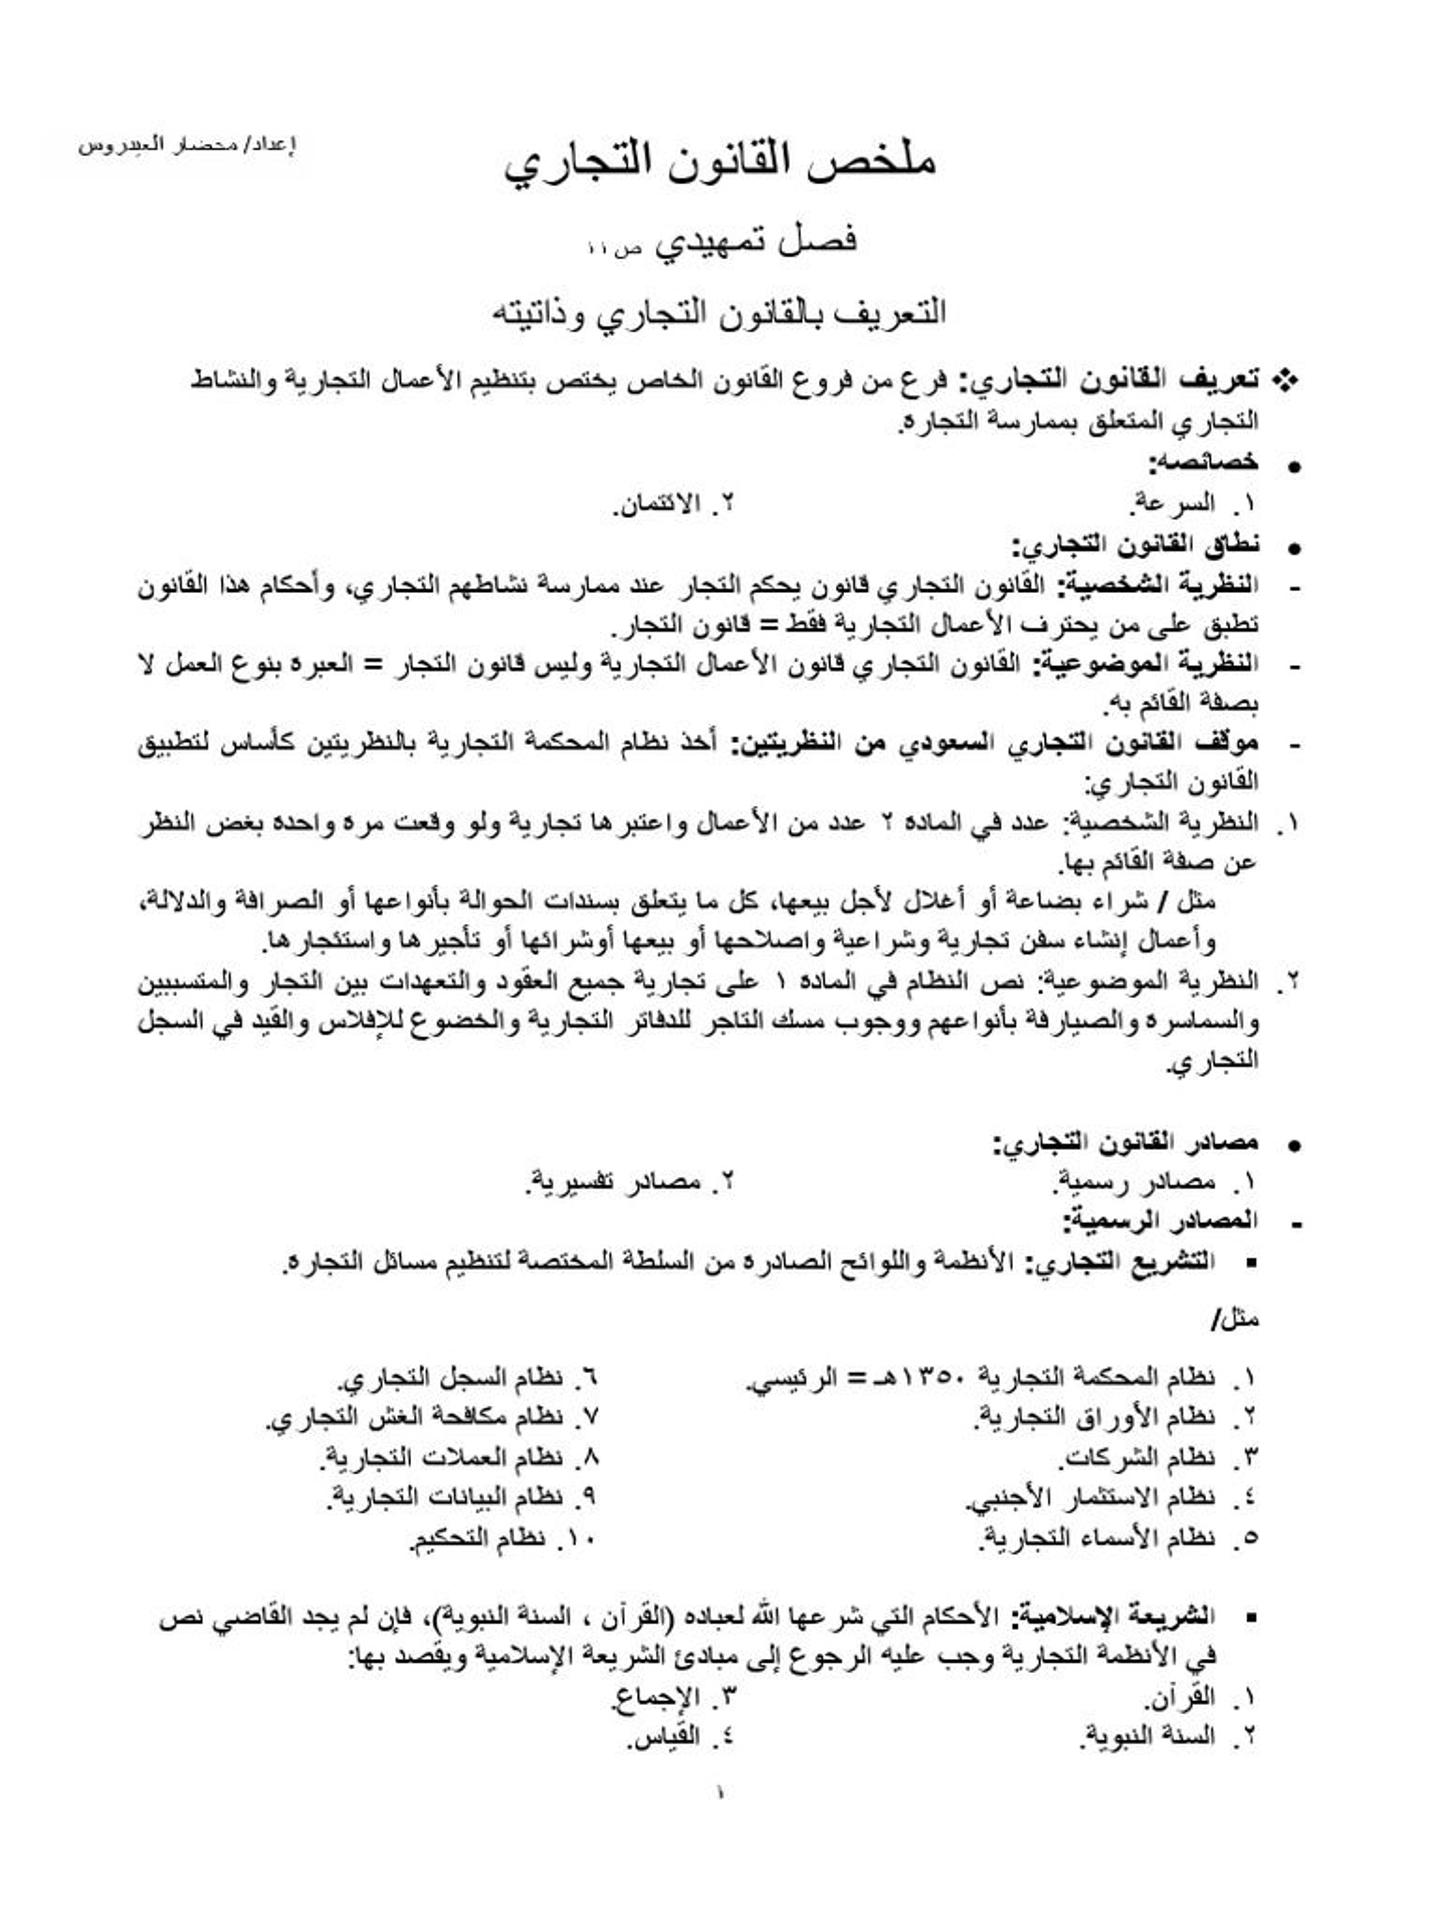 إعداد/ محضار العيدروس
ملخص القانون التجاري
فصل تمهيدي ص١١
التعريف بالقانون التجاري وذاتيته
❖ تعريف القانون التجاري: فرع من فروع القانون الخاص يختص بتنظيم الأعمال التجارية والنشاط
التجاري المتعلق بممارسة التجارة.
• خصائصه:
١. السرعة. ٢. الائتمان.
• نطاق القانون التجاري:
- النظرية الشخصية: القانون التجاري قانون يحكم التجار عند ممارسة نشاطهم التجاري، وأحكام هذا القانون
تطبق على من يحترف الأعمال التجارية فقط = قانون التجار.
- النظرية الموضوعية: القانون التجاري قانون الأعمال التجارية وليس قانون التجار = العبرة بنوع العمل لا
بصفة القائم به.
- موقف القانون التجاري السعودي من النظريتين: أخذ نظام المحكمة التجارية بالنظريتين كأساس لتطبيق
القانون التجاري:
١. النظرية الشخصية: عدد في المادة ٢ عدد من الأعمال واعتبرها تجارية ولو وقعت مرة واحدة بغض النظر
عن صفة القائم بها.
مثل / شراء بضاعة أو أغلال لأجل بيعها، كل ما يتعلق بسندات الحوالة بأنواعها أو الصرافة والدلالة،
وأعمال إنشاء سفن تجارية وشراعية واصلاحها أو بيعها أوشرائها أو تأجيرها واستئجارها.
٢. النظرية الموضوعية: نص النظام في المادة ١ على تجارية جميع العقود والتعهدات بين التجار والمتسببين
والسماسرة والصيارفة بأنواعهم ووجوب مسك التاجر للدفاتر التجارية والخضوع للإفلاس والقيد في السجل
التجاري.
• مصادر القانون التجاري:
١. مصادر رسمية. ٢. مصادر تفسيرية.
- المصادر الرسمية:
▪ التشريع التجاري: الأنظمة واللوائح الصادرة من السلطة المختصة لتنظيم مسائل التجارة.
مثل/
١. نظام المحكمة التجارية ١٣٥٠هـ = الرئيسي. ٦. نظام السجل التجاري.
٢. نظام الأوراق التجارية. ٧. نظام مكافحة الغش التجاري.
٣. نظام الشركات. ٨. نظام العملات التجارية.
٤. نظام الاستثمار الأجنبي. ٩. نظام البيانات التجارية.
٥. نظام الأسماء التجارية. ١٠. نظام التحكيم.
▪ الشريعة الإسلامية: الأحكام التي شرعها الله لعباده (القرآن ، السنة النبوية)، فإن لم يجد القاضي نص
في الأنظمة التجارية وجب عليه الرجوع إلى مبادئ الشريعة الإسلامية ويقصد بها:
١. القرآن. ٣. الإجماع.
٢. السنة النبوية. ٤. القياس.
١